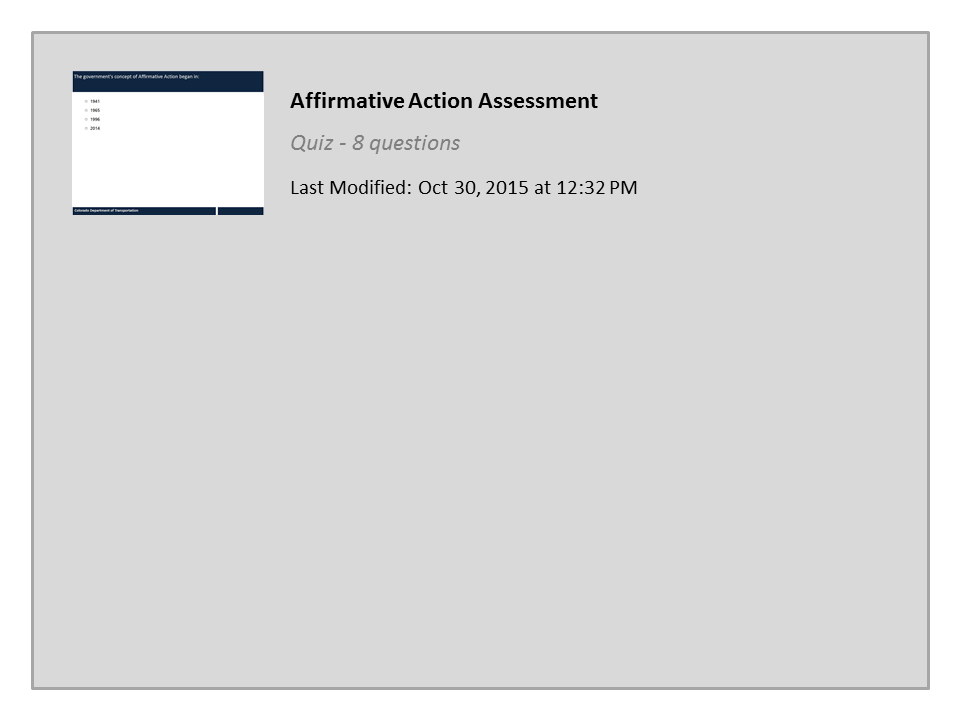 The government's concept of Affirmative Action began in:
1941
1965
1996
2014
Colorado Department of Transportation
Affirmative Action Assessment
Quiz - 8 questions
Last Modified: Oct 30, 2015 at 12:32 PM